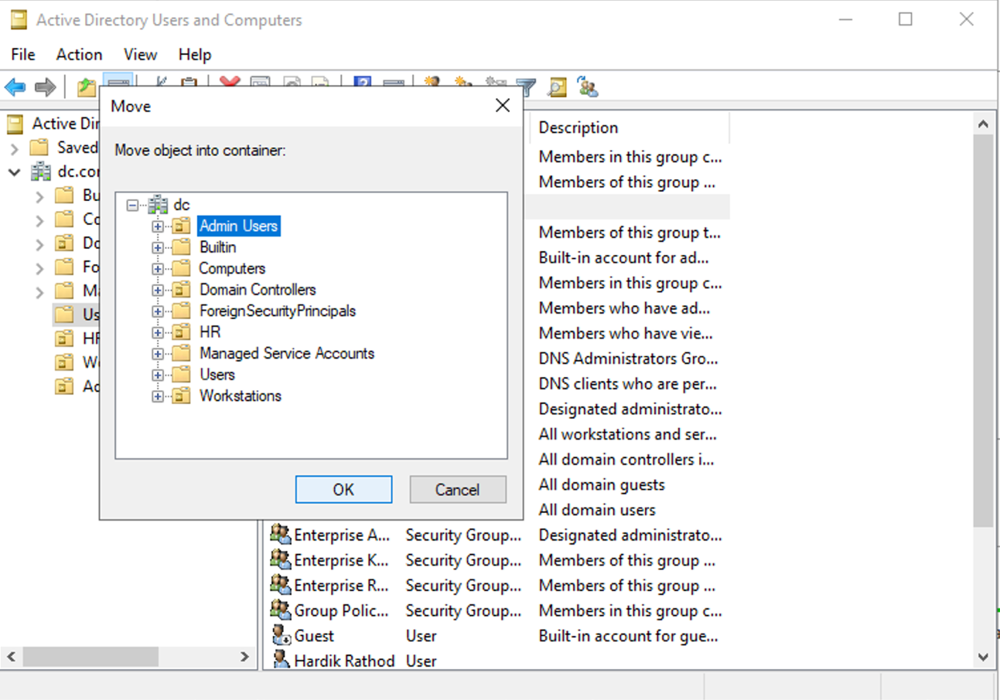 Active Directory Users and Computers
File Action View Help
Move
Move object into container:
dc
Admin Users
Builtin
Computers
Domain Controllers
ForeignSecurityPrincipals
HR
Managed Service Accounts
Users
Workstations
OK Cancel
Active Dir
Saved
dc.cor
Bu
Co
Do
Fo
Ma
Us
HR
Wo
Ad
Description
Members in this group c...
Members of this group ...
Members of this group t...
Built-in account for ad...
Members in this group c...
Members who have ad...
Members who have vie...
DNS Administrators Gro...
DNS clients who are per...
Designated administrato...
All workstations and ser...
All domain controllers i...
All domain guests
All domain users
Enterprise A... Security Group... Designated administrato...
Enterprise K... Security Group... Members of this group ...
Enterprise R... Security Group... Members of this group ...
Group Polic... Security Group... Members in this group c...
Guest User Built-in account for gue...
Hardik Rathod User